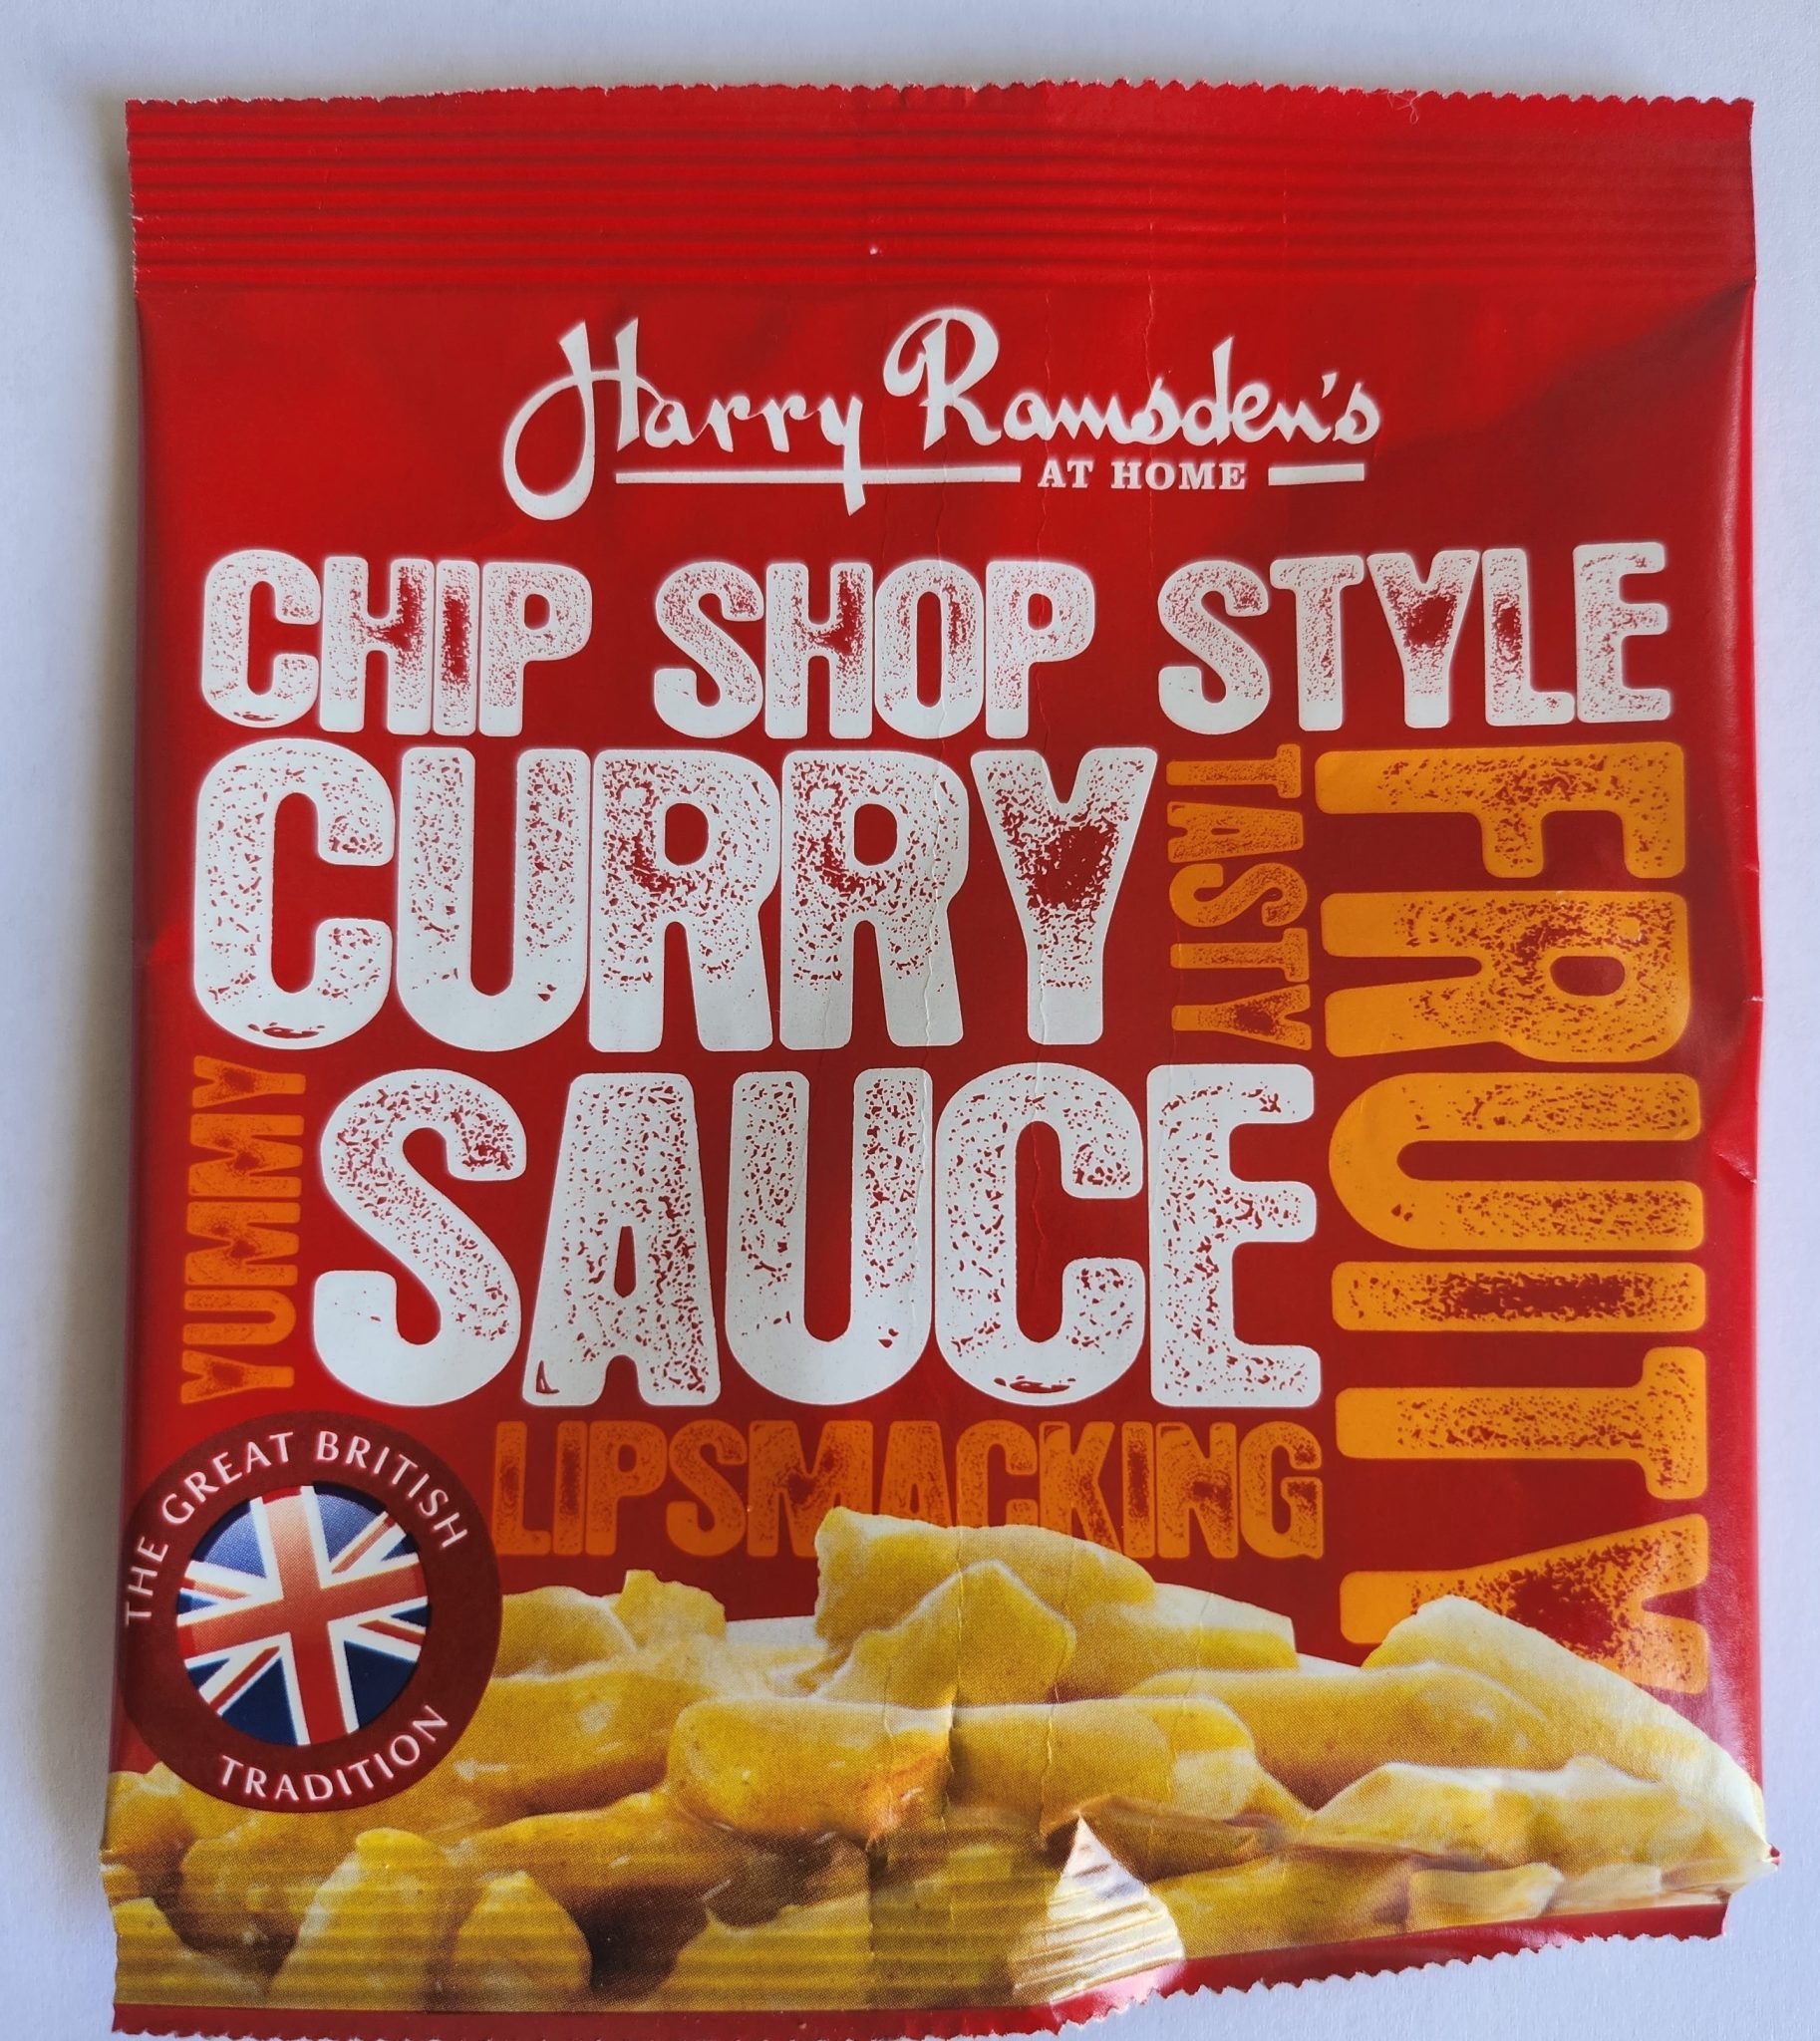 Harry Ramsden's
AT HOME
CHIP SHOP STYLE
CURRY
TASTY
FRUITY
YUMMY
SAUCE
LIPSMACKING
THE GREAT BRITISH
TRADITION